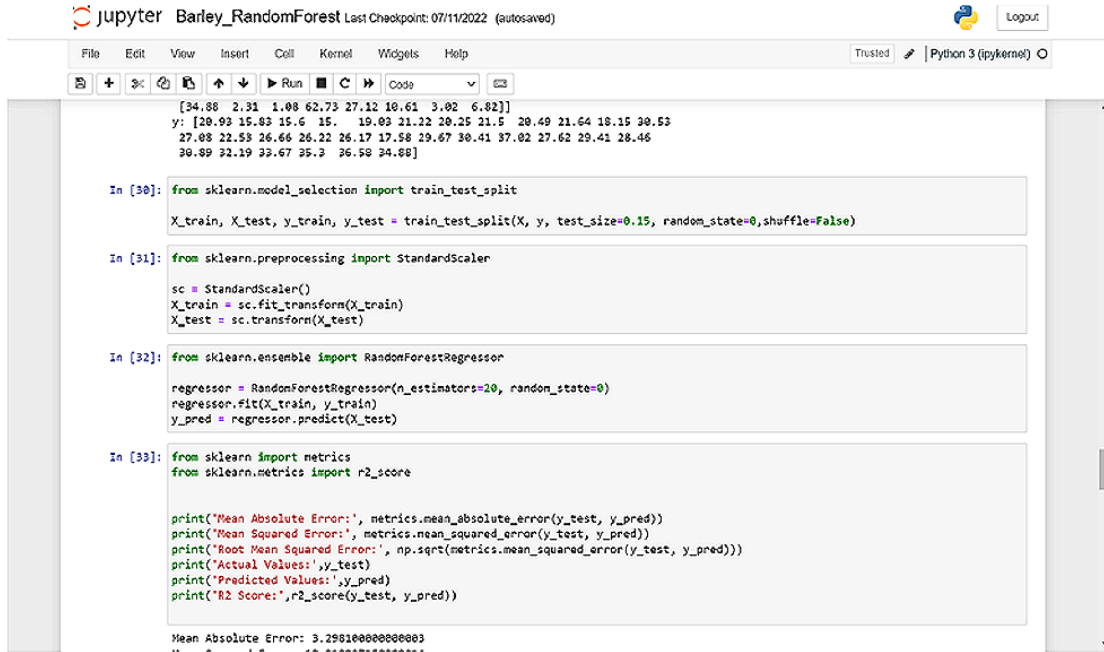 Jupyter Barley_RandomForest Last Checkpoint: 07/11/2022 (autosaved)
Logout
File Edit View Insert Cell Kernel Widgets Help
Trusted Python 3 (ipykernel)
Run Code
[34.88 2.31 1.08 62.73 27.12 10.61 3.02 6.82]]
y: [20.93 15.83 15.6 15. 19.03 21.22 20.25 21.5 20.49 21.64 18.15 30.53
27.08 22.53 26.66 26.22 26.17 17.58 29.67 30.41 37.02 27.62 29.41 28.46
30.89 32.19 33.67 35.3 36.58 34.88]
In [30]: from sklearn.model_selection import train_test_split
X_train, X_test, y_train, y_test = train_test_split(X, y, test_size=0.15, random_state=0,shuffle=False)
In [31]: from sklearn.preprocessing import StandardScaler
sc = StandardScaler()
X_train = sc.fit_transform(X_train)
X_test = sc.transform(X_test)
In [32]: from sklearn.ensemble import RandomForestRegressor
regressor = RandomForestRegressor(n_estimators=20, random_state=0)
regressor.fit(X_train, y_train)
y_pred = regressor.predict(X_test)
In [33]: from sklearn import metrics
from sklearn.metrics import r2_score
print('Mean Absolute Error:', metrics.mean_absolute_error(y_test, y_pred))
print('Mean Squared Error:', metrics.mean_squared_error(y_test, y_pred))
print('Root Mean Squared Error:', np.sqrt(metrics.mean_squared_error(y_test, y_pred)))
print('Actual Values:',y_test)
print('Predicted Values:',y_pred)
print('R2 Score:',r2_score(y_test, y_pred))
Mean Absolute Error: 3.298100000000003